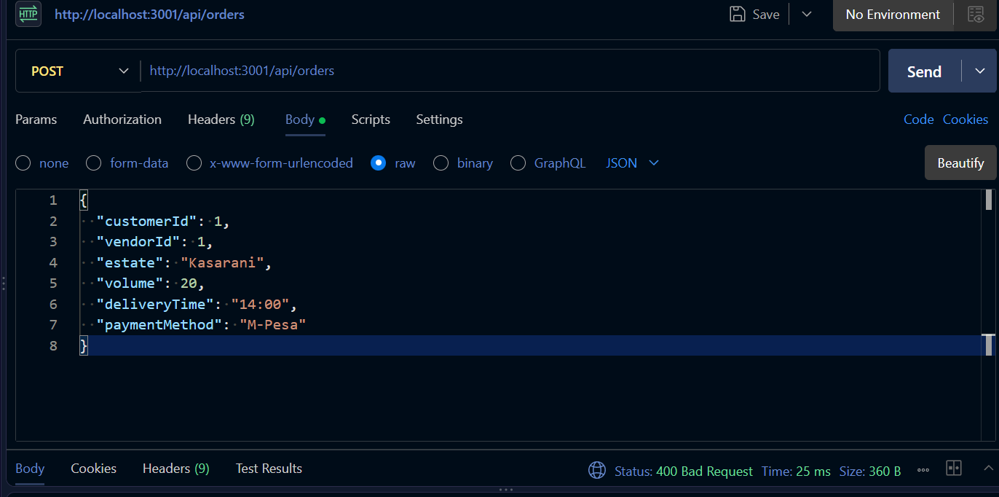 HTTP http://localhost:3001/api/orders Save No Environment
POST http://localhost:3001/api/orders Send
Params Authorization Headers (9) Body Scripts Settings Code Cookies
none form-data x-www-form-urlencoded raw binary GraphQL JSON Beautify
1 {
2 "customerId": 1,
3 "vendorId": 1,
4 "estate": "Kasarani",
5 "volume": 20,
6 "deliveryTime": "14:00",
7 "paymentMethod": "M-Pesa"
8 }
Body Cookies Headers (9) Test Results Status: 400 Bad Request Time: 25 ms Size: 360 B